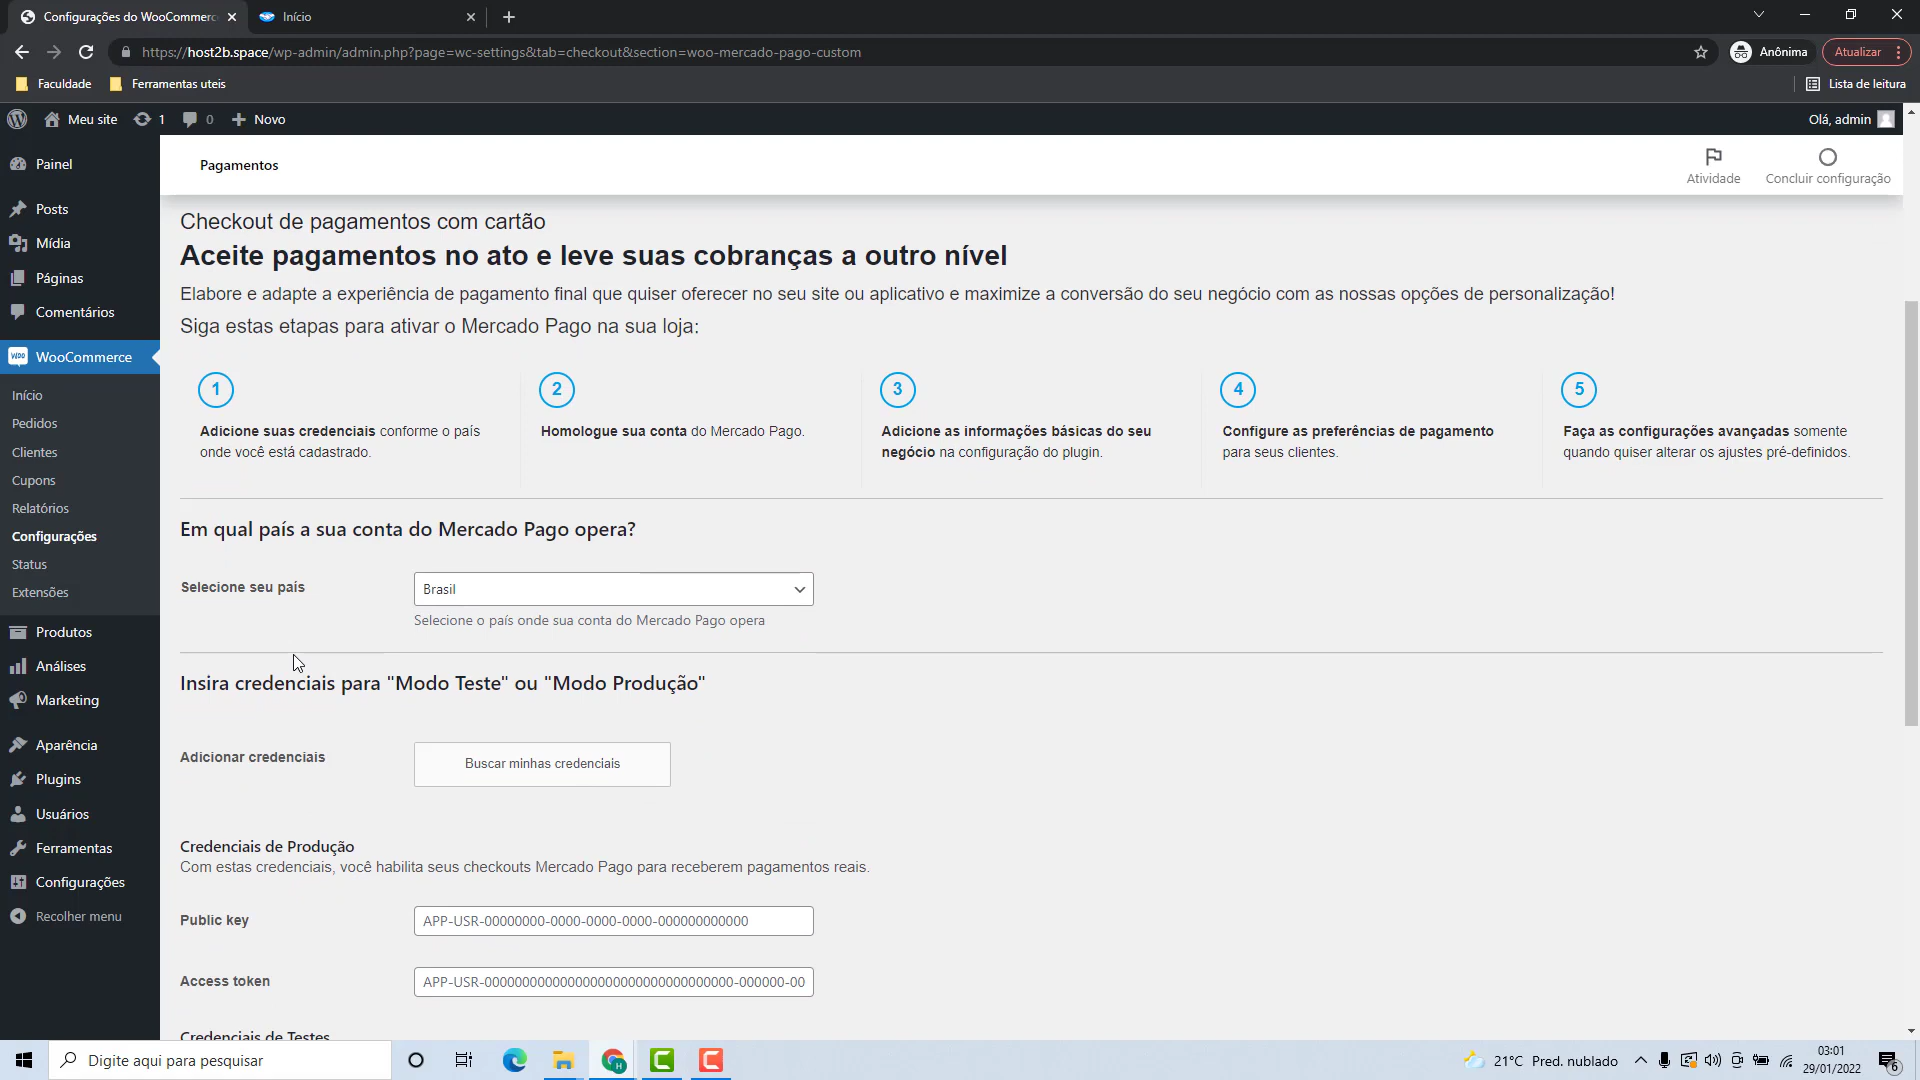 Configurações do WooCommerc
Início
https://host2b.space/wp-admin/admin.php?page=wc-settings&tab=checkout&section=woo-mercado-pago-custom
Anônima
Atualizar
Faculdade
Ferramentas uteis
Lista de leitura
Meu site
1
0
Novo
Olá, admin
Painel
Posts
Mídia
Páginas
Comentários
WooCommerce
Início
Pedidos
Clientes
Cupons
Relatórios
Configurações
Status
Extensões
Produtos
Análises
Marketing
Aparência
Plugins
Usuários
Ferramentas
Configurações
Recolher menu
Pagamentos
Atividade
Concluir configuração
Checkout de pagamentos com cartão
Aceite pagamentos no ato e leve suas cobranças a outro nível
Elabore e adapte a experiência de pagamento final que quiser oferecer no seu site ou aplicativo e maximize a conversão do seu negócio com as nossas opções de personalização!
Siga estas etapas para ativar o Mercado Pago na sua loja:
1
Adicione suas credenciais conforme o país
onde você está cadastrado.
2
Homologue sua conta do Mercado Pago.
3
Adicione as informações básicas do seu
negócio na configuração do plugin.
4
Configure as preferências de pagamento
para seus clientes.
5
Faça as configurações avançadas somente
quando quiser alterar os ajustes pré-definidos.
Em qual país a sua conta do Mercado Pago opera?
Selecione seu país
Brasil
Selecione o país onde sua conta do Mercado Pago opera
Insira credenciais para "Modo Teste" ou "Modo Produção"
Adicionar credenciais
Buscar minhas credenciais
Credenciais de Produção
Com estas credenciais, você habilita seus checkouts Mercado Pago para receberem pagamentos reais.
Public key
APP-USR-00000000-0000-0000-0000-000000000000
Access token
Credenciais de Testes
Digite aqui para pesquisar
21°C Pred. nublado
03:01
29/01/2022
6